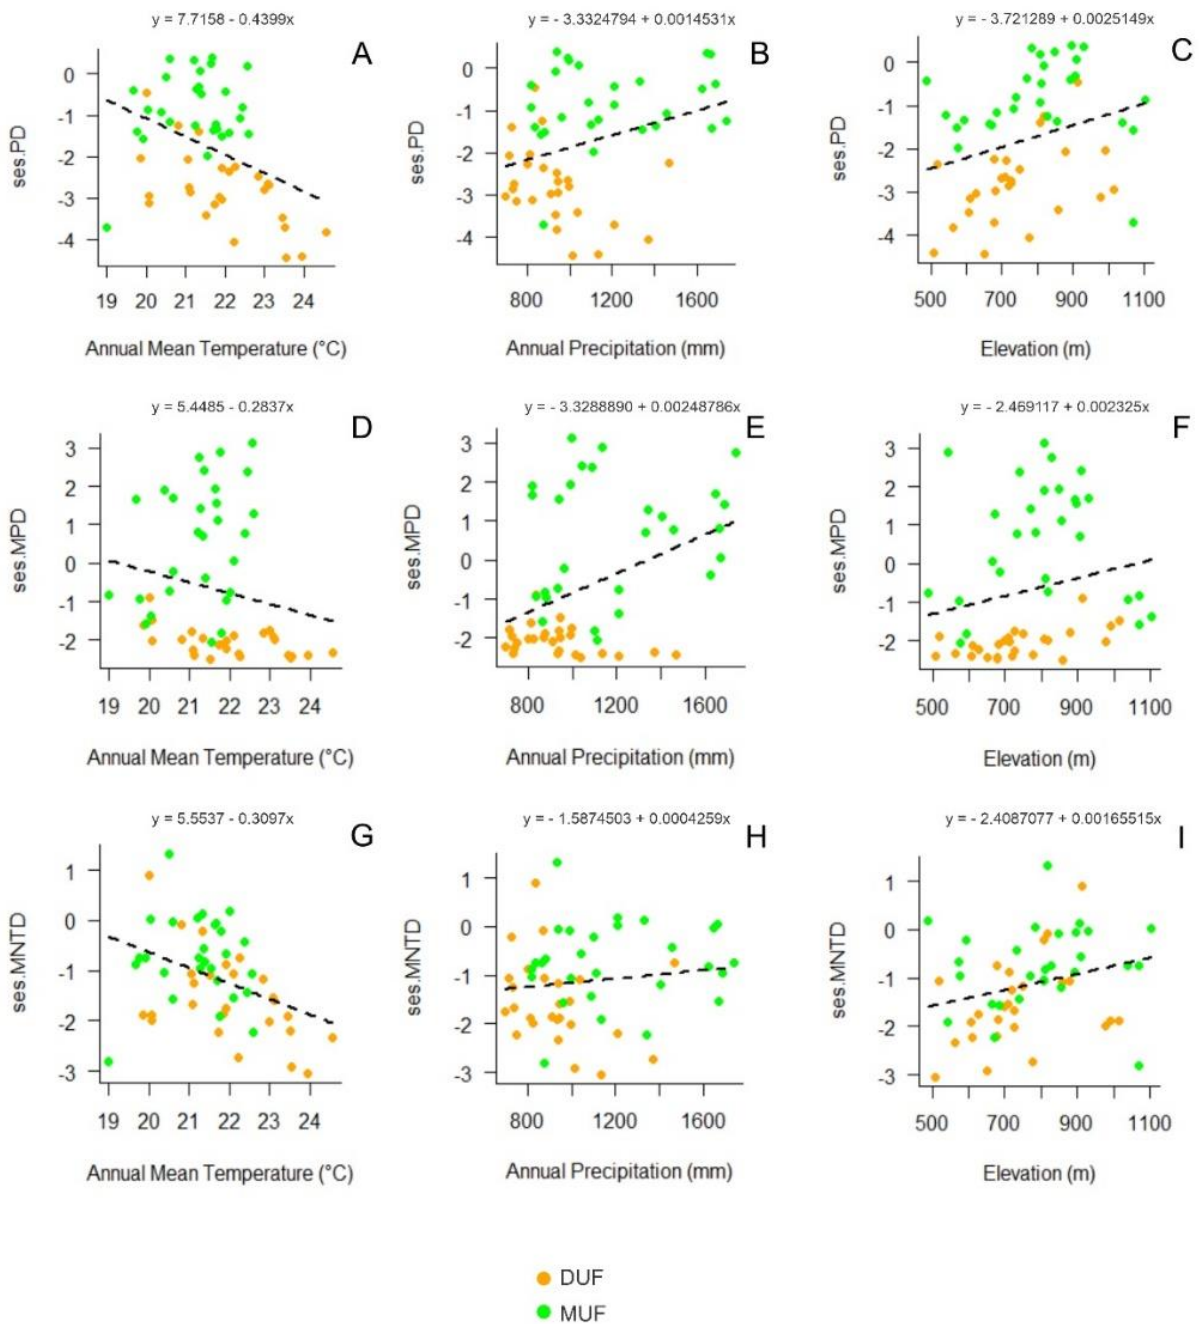 y = 7.7158 - 0.4399x
y = - 3.3324794 + 0.0014531x
y = - 3.721289 + 0.0025149x
A
B
C
ses.PD
0
-1
-2
-3
-4
19 20 21 22 23 24
Annual Mean Temperature (°C)
ses.PD
0
-1
-2
-3
-4
800 1200 1600
Annual Precipitation (mm)
ses.PD
0
-1
-2
-3
-4
500 700 900 1100
Elevation (m)
y = 5.4485 - 0.2837x
y = - 3.3288890 + 0.00248786x
y = - 2.469117 + 0.002325x
D
E
F
ses.MPD
3
2
1
0
-1
-2
19 20 21 22 23 24
Annual Mean Temperature (°C)
ses.MPD
3
2
1
0
-1
-2
800 1200 1600
Annual Precipitation (mm)
ses.MPD
3
2
1
0
-1
-2
500 700 900 1100
Elevation (m)
y = 5.5537 - 0.3097x
y = - 1.5874503 + 0.0004259x
y = - 2.4087077 + 0.00165515x
G
H
I
ses.MNTD
1
0
-1
-2
-3
19 20 21 22 23 24
Annual Mean Temperature (°C)
ses.MNTD
1
0
-1
-2
-3
800 1200 1600
Annual Precipitation (mm)
ses.MNTD
1
0
-1
-2
-3
500 700 900 1100
Elevation (m)
DUF
MUF